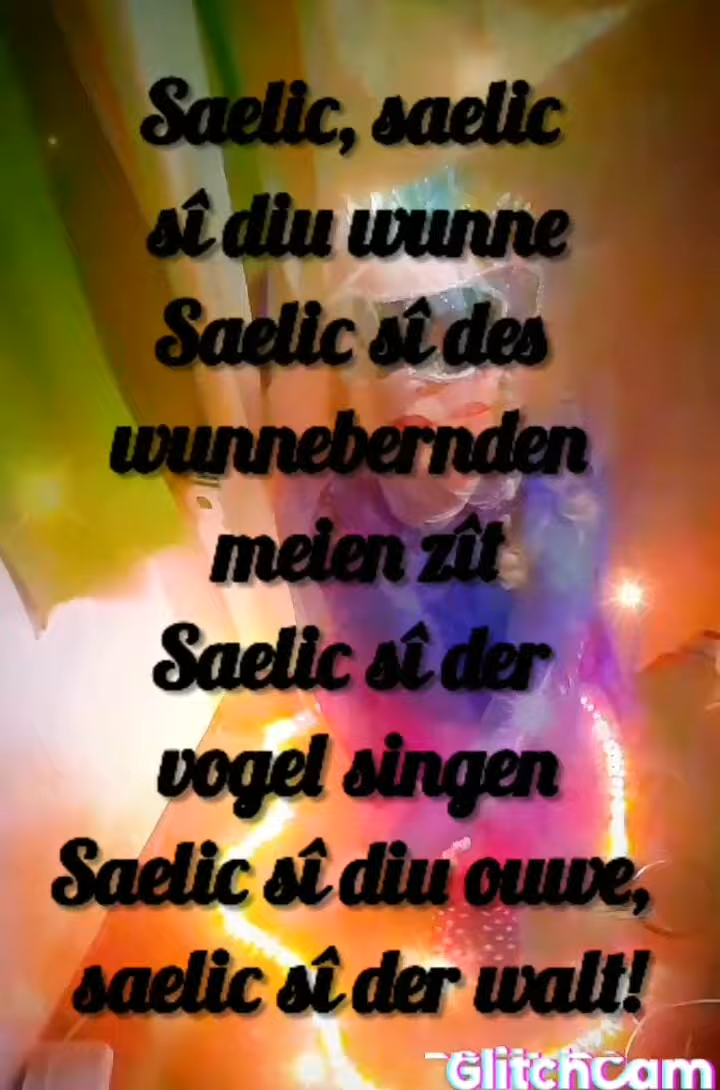 Saelic, saelic
sî diu wunne
Saelic sî des
wunnebernden
meien zît
Saelic sî der
vogel singen
Saelic sî diu ouwe,
saelic sî der walt!
GlitchCam